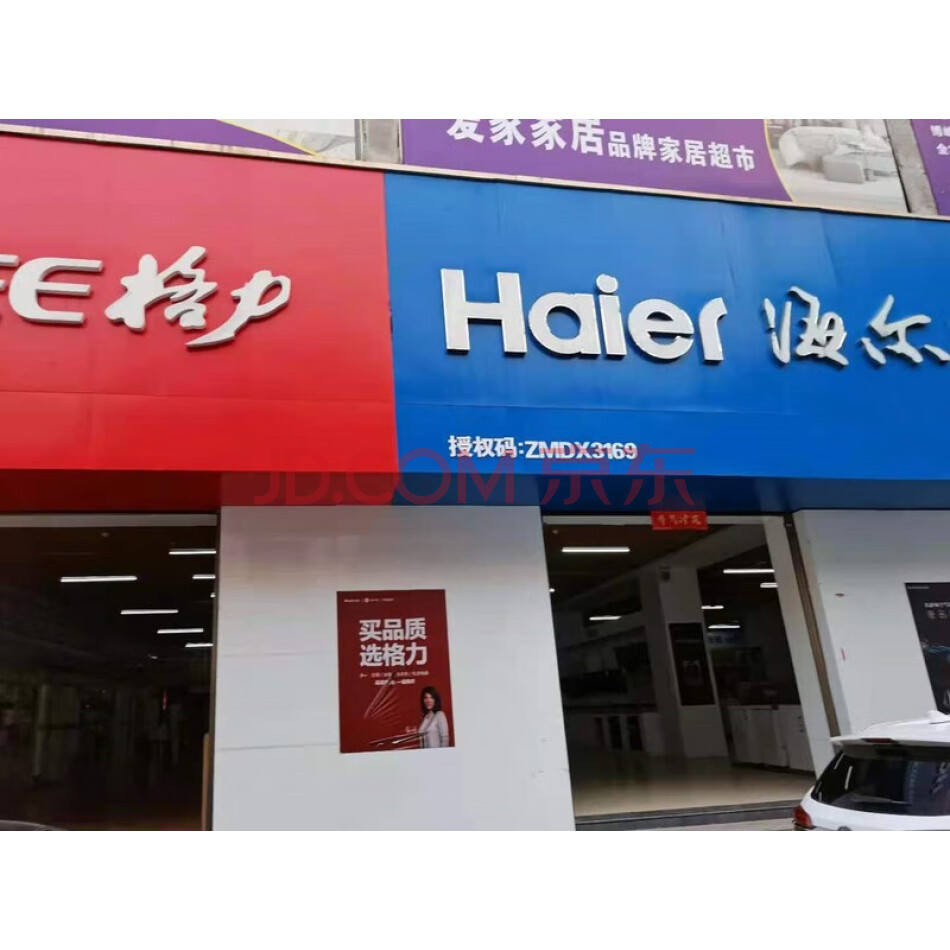 爱家家居品牌家居超市
EE格力
Haier 海尔
授权码:ZMDX3169
JD.COM 京东
买品质
选格力